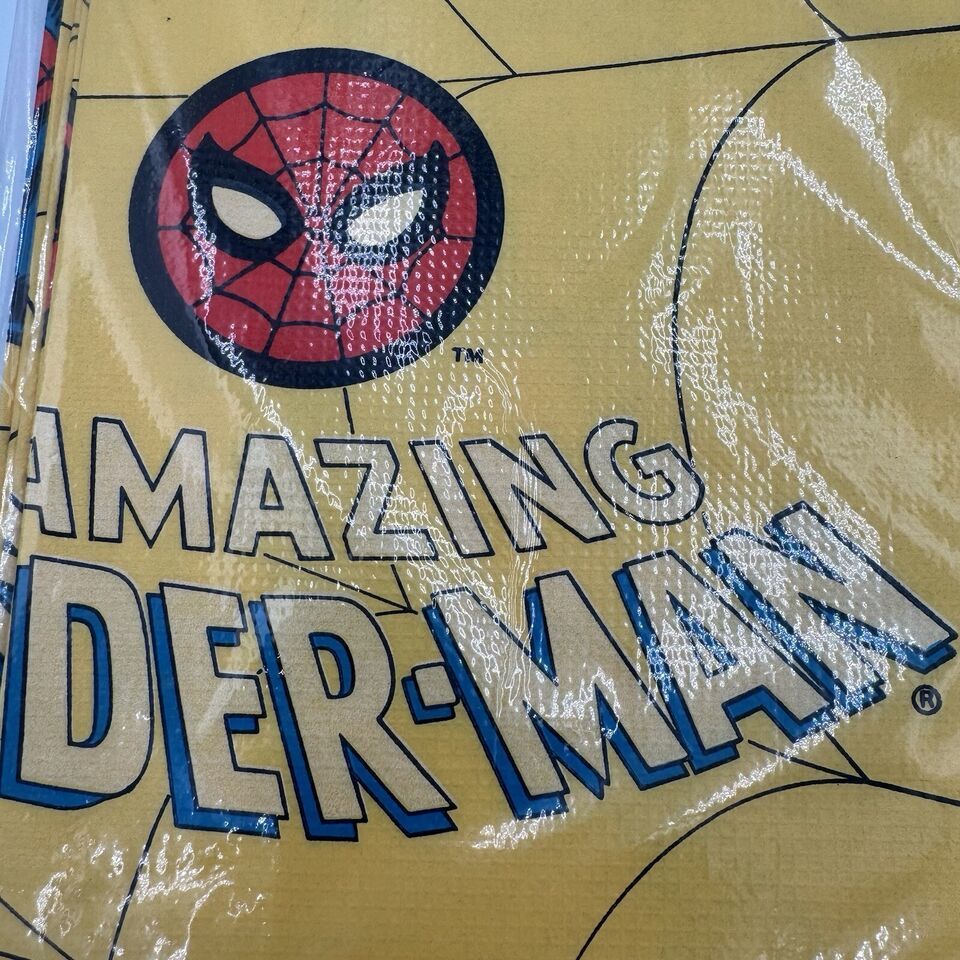 TM
AMAZING
DER-MAN
®